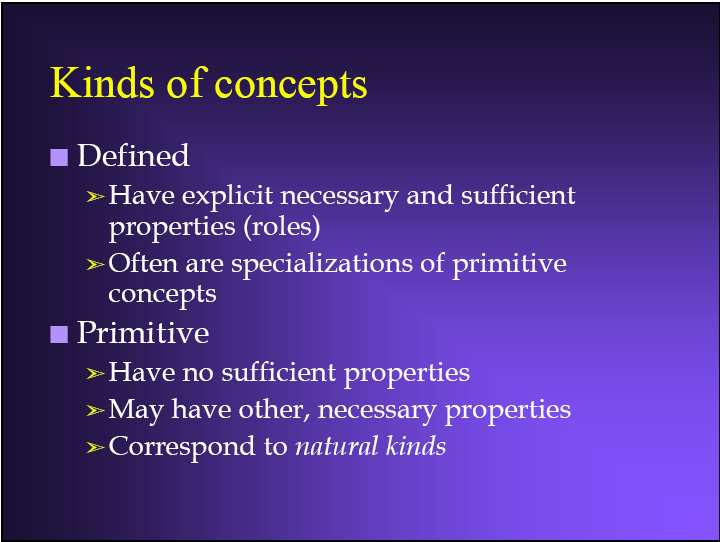 Kinds of concepts
Defined
Have explicit necessary and sufficient
properties (roles)
Often are specializations of primitive
concepts
Primitive
Have no sufficient properties
May have other, necessary properties
Correspond to natural kinds